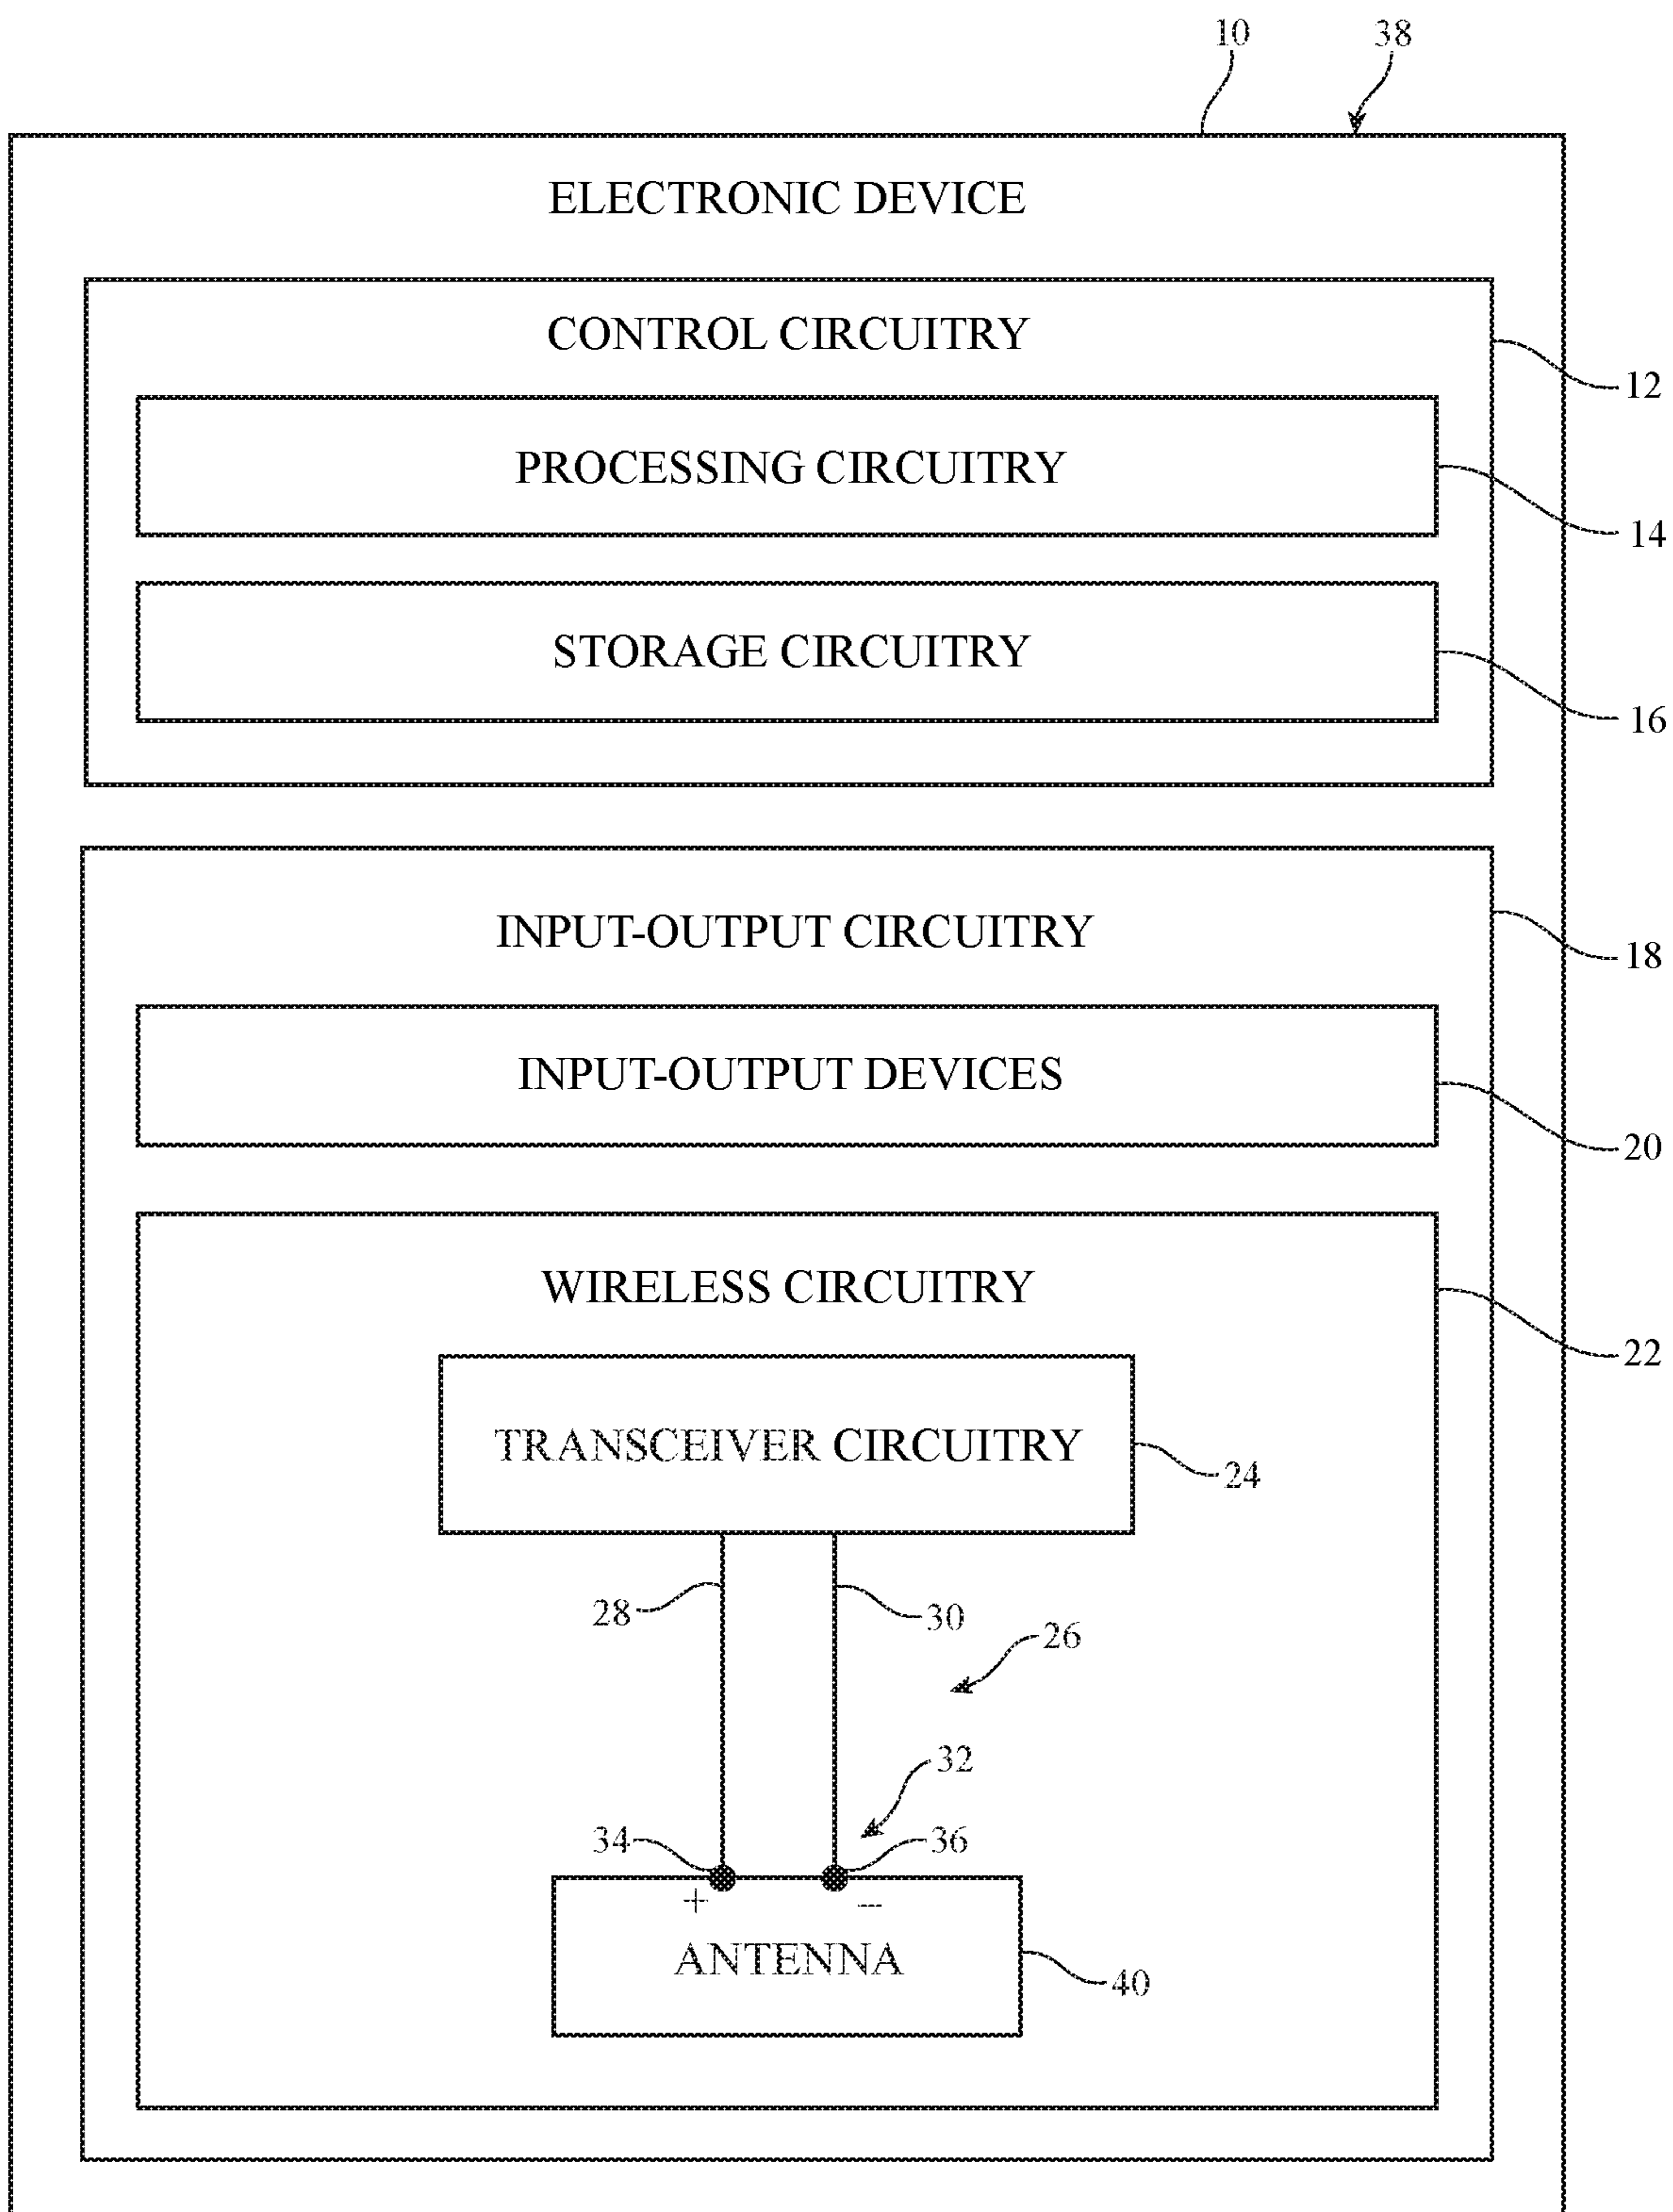 10 38
ELECTRONIC DEVICE
CONTROL CIRCUITRY
12
PROCESSING CIRCUITRY
14
STORAGE CIRCUITRY
16
INPUT-OUTPUT CIRCUITRY
18
INPUT-OUTPUT DEVICES
20
WIRELESS CIRCUITRY
22
TRANSCEIVER CIRCUITRY
24
28 30
26
32
34 36
+ −
ANTENNA
40